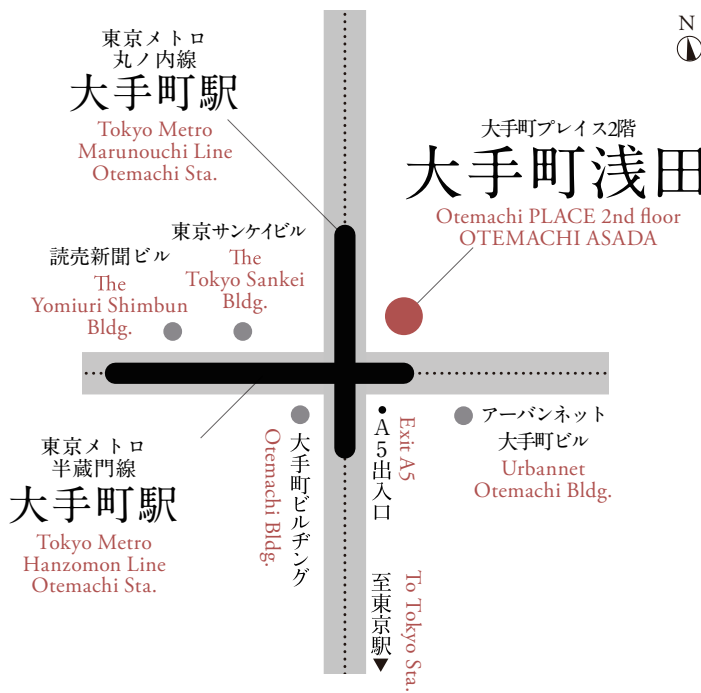 東京メトロ
丸ノ内線
大手町駅
Tokyo Metro
Marunouchi Line
Otemachi Sta.
N
大手町プレイス2階
大手町浅田
Otemachi PLACE 2nd floor
OTEMACHI ASADA
東京サンケイビル
The
Tokyo Sankei
Bldg.
読売新聞ビル
The
Yomiuri Shimbun
Bldg.
東京メトロ
半蔵門線
大手町駅
Tokyo Metro
Hanzomon Line
Otemachi Sta.
大手町ビルヂング
Otemachi Bldg.
A5出入口
Exit A5
アーバンネット
大手町ビル
Urbannet
Otemachi Bldg.
至東京駅▼
To Tokyo Sta.